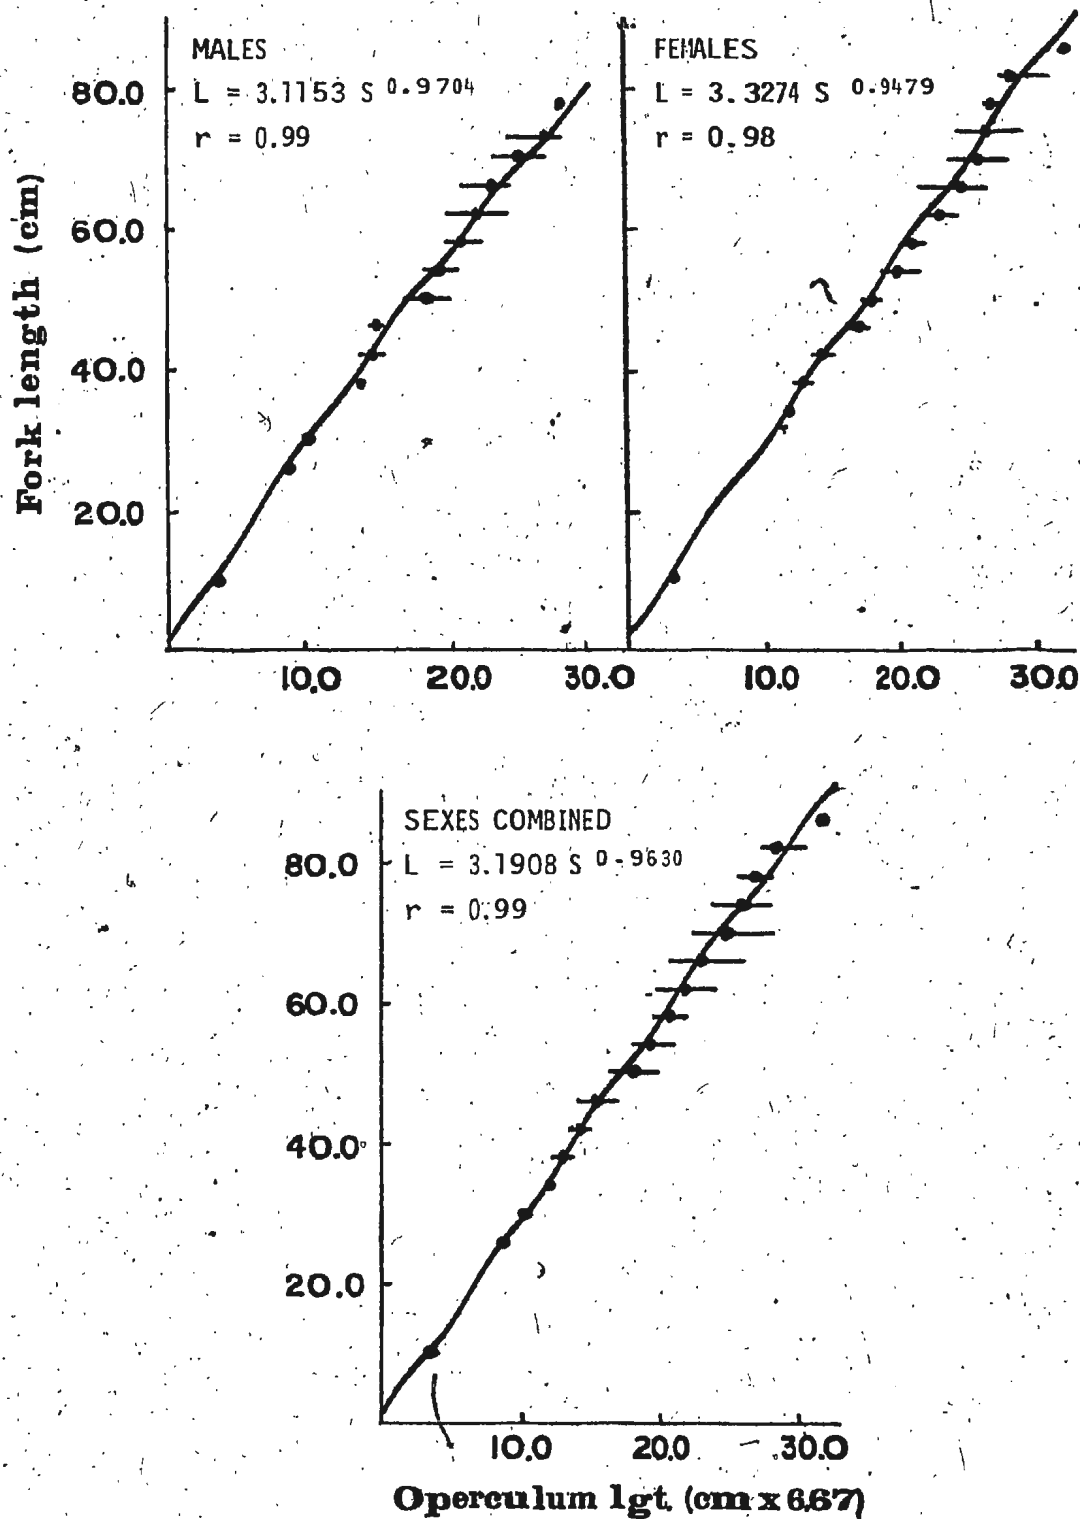 MALES
L = 3.1153 S 0.9704
r = 0.99
FEMALES
L = 3.3274 S 0.9479
r = 0.98
Fork length (cm)
80.0
60.0
40.0
20.0
10.0 20.0 30.0 10.0 20.0 30.0
SEXES COMBINED
L = 3.1908 S 0.9630
r = 0.99
80.0
60.0
40.0
20.0
10.0 20.0 30.0
Operculum lgt. (cm x 6.67)